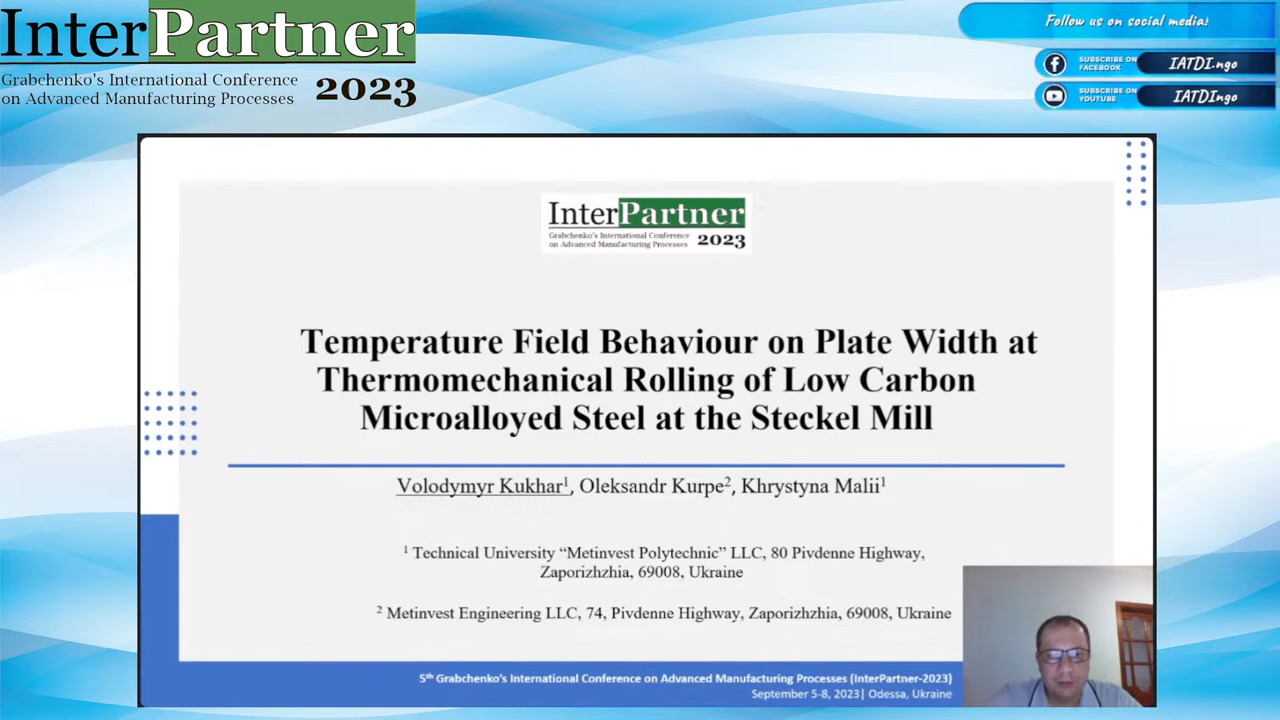 InterPartner
Grabchenko's International Conference
on Advanced Manufacturing Processes
2023
Follow us on social media!
SUBSCRIBE ON
FACEBOOK
IATDI.ngo
SUBSCRIBE ON
YOUTUBE
IATDIngo
InterPartner
Grabchenko's International Conference
on Advanced Manufacturing Processes
2023
Temperature Field Behaviour on Plate Width at
Thermomechanical Rolling of Low Carbon
Microalloyed Steel at the Steckel Mill
Volodymyr Kukhar¹, Oleksandr Kurpe², Khrystyna Malii¹
¹ Technical University “Metinvest Polytechnic” LLC, 80 Pivdenne Highway,
Zaporizhzhia, 69008, Ukraine
² Metinvest Engineering LLC, 74, Pivdenne Highway, Zaporizhzhia, 69008, Ukraine
5th Grabchenko's International Conference on Advanced Manufacturing Processes (InterPartner-2023)
September 5-8, 2023| Odessa, Ukraine